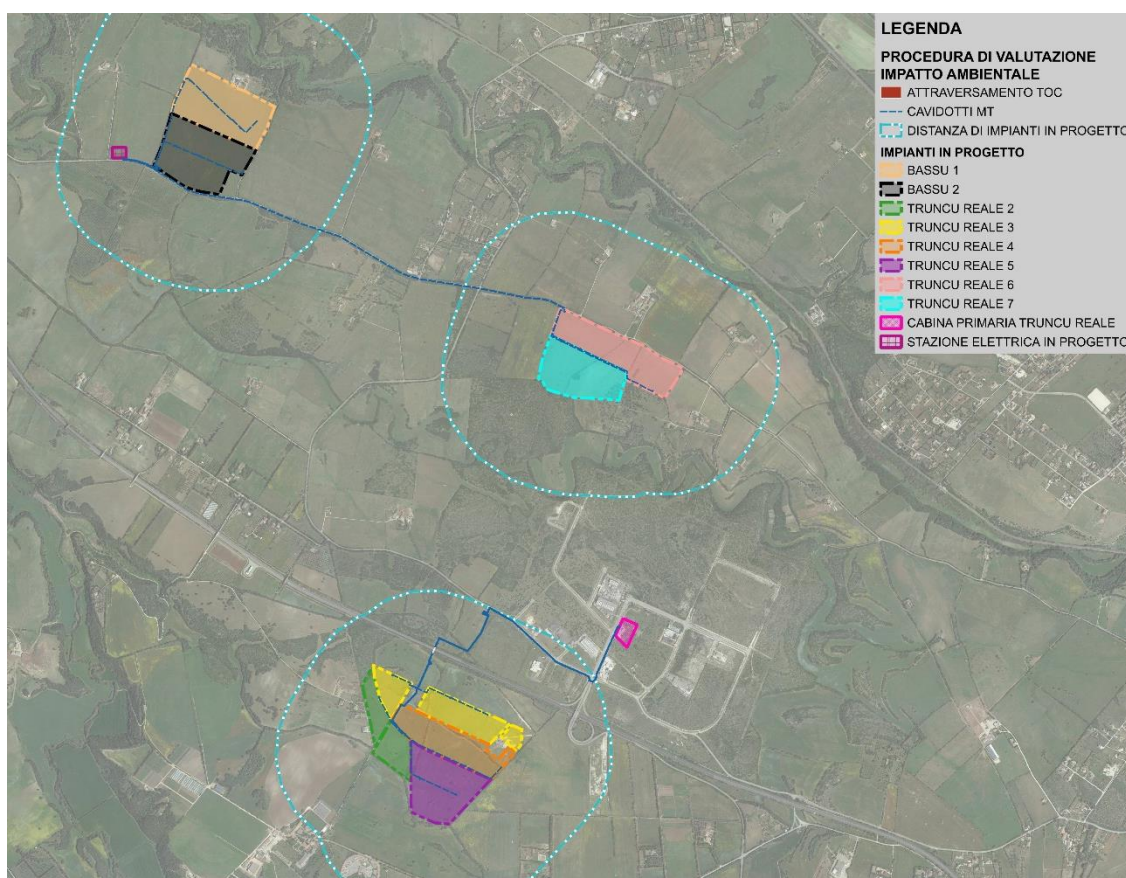 LEGENDA
PROCEDURA DI VALUTAZIONE
IMPATTO AMBIENTALE
ATTRAVERSAMENTO TOC
CAVIDOTTI MT
DISTANZA DI IMPIANTI IN PROGETTO
IMPIANTI IN PROGETTO
BASSU 1
BASSU 2
TRUNCU REALE 2
TRUNCU REALE 3
TRUNCU REALE 4
TRUNCU REALE 5
TRUNCU REALE 6
TRUNCU REALE 7
CABINA PRIMARIA TRUNCU REALE
STAZIONE ELETTRICA IN PROGETTO